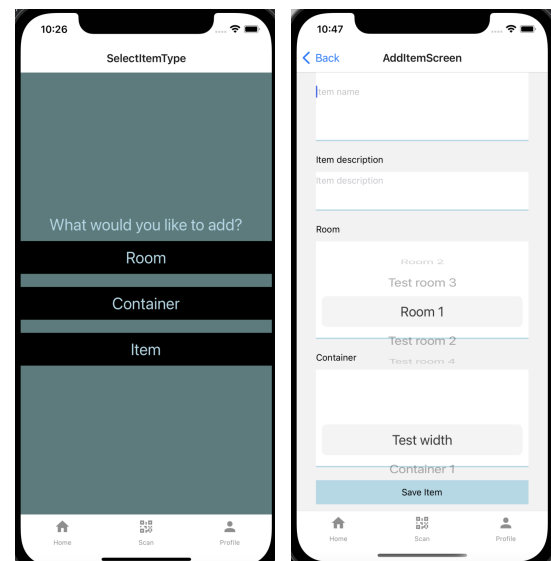 10:26
SelectItemType
What would you like to add?
Room
Container
Item
Home
Scan
Profile
10:47
Back
AddItemScreen
Item name
Item description
Item description
Room
Room 2
Test room 3
Room 1
Test room 2
Container
Test room 4
Test width
Container 1
Save Item
Home
Scan
Profile